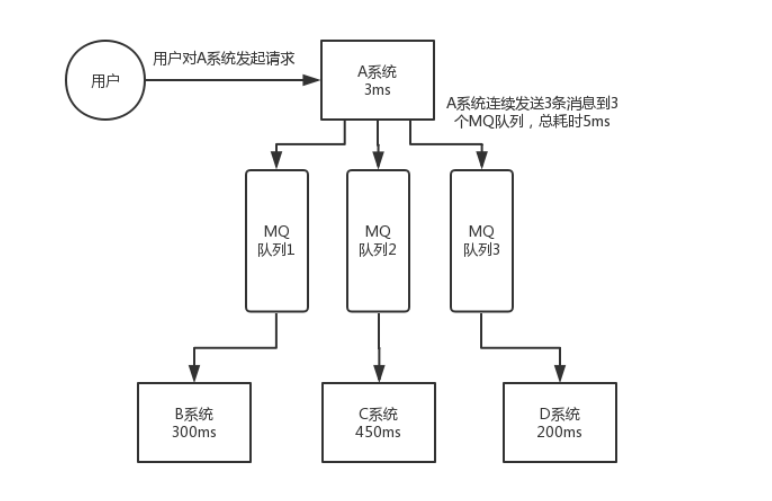 用户
用户对A系统发起请求
A系统
3ms
A系统连续发送3条消息到3
个MQ队列，总耗时5ms
MQ
队列1
MQ
队列2
MQ
队列3
B系统
300ms
C系统
450ms
D系统
200ms